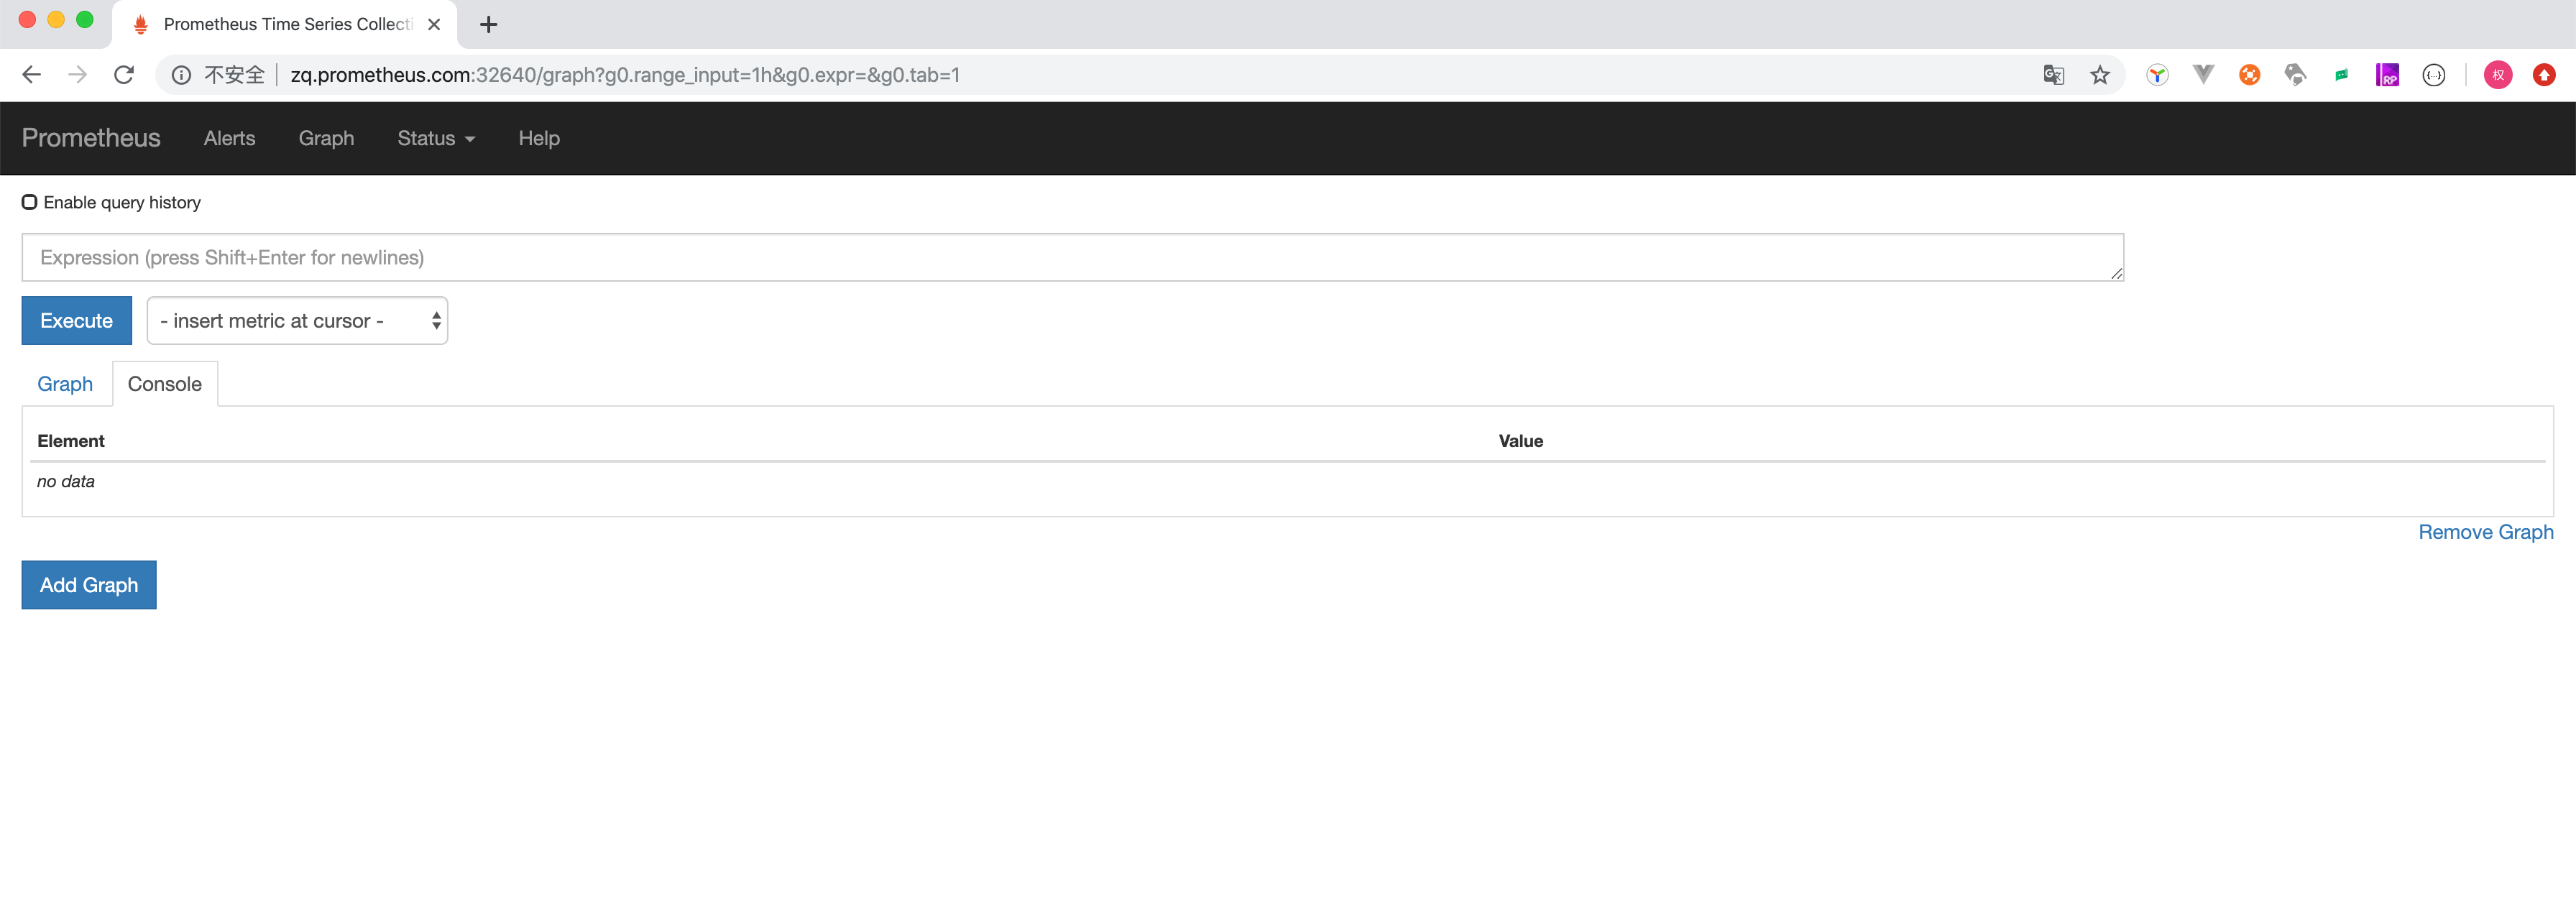 Prometheus Time Series Collecti
不安全 zq.prometheus.com:32640/graph?g0.range_input=1h&g0.expr=&g0.tab=1
RP {···} 权
Prometheus Alerts Graph Status Help
Enable query history
Expression (press Shift+Enter for newlines)
Execute - insert metric at cursor -
Graph Console
Element Value
no data
Remove Graph
Add Graph